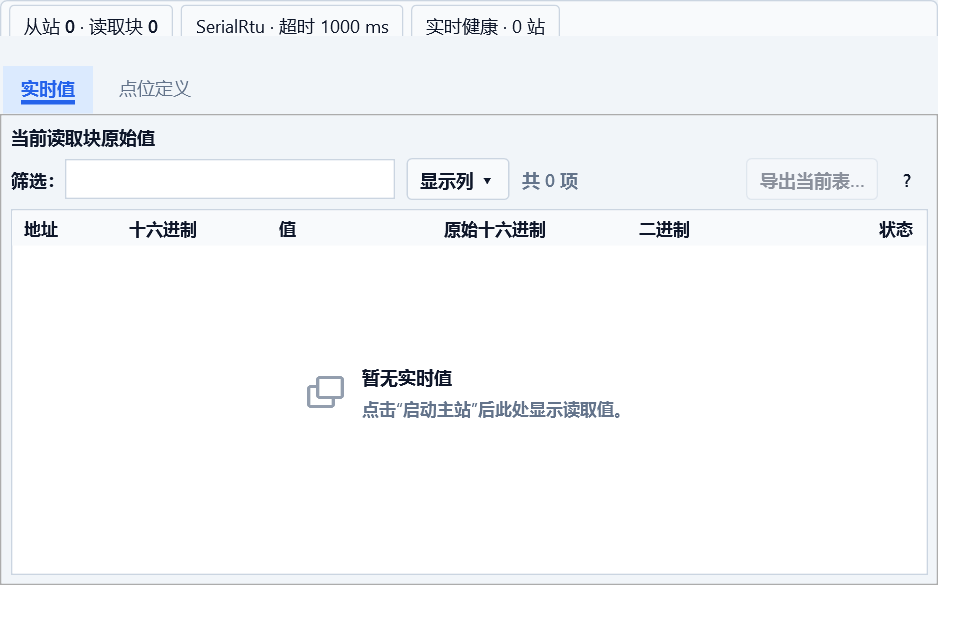 从站 0 · 读取块 0 SerialRtu · 超时 1000 ms 实时健康 · 0 站
实时值 点位定义
当前读取块原始值
筛选： 显示列 ▼ 共 0 项 导出当前表... ?
地址 十六进制 值 原始十六进制 二进制 状态
暂无实时值
点击“启动主站”后此处显示读取值。